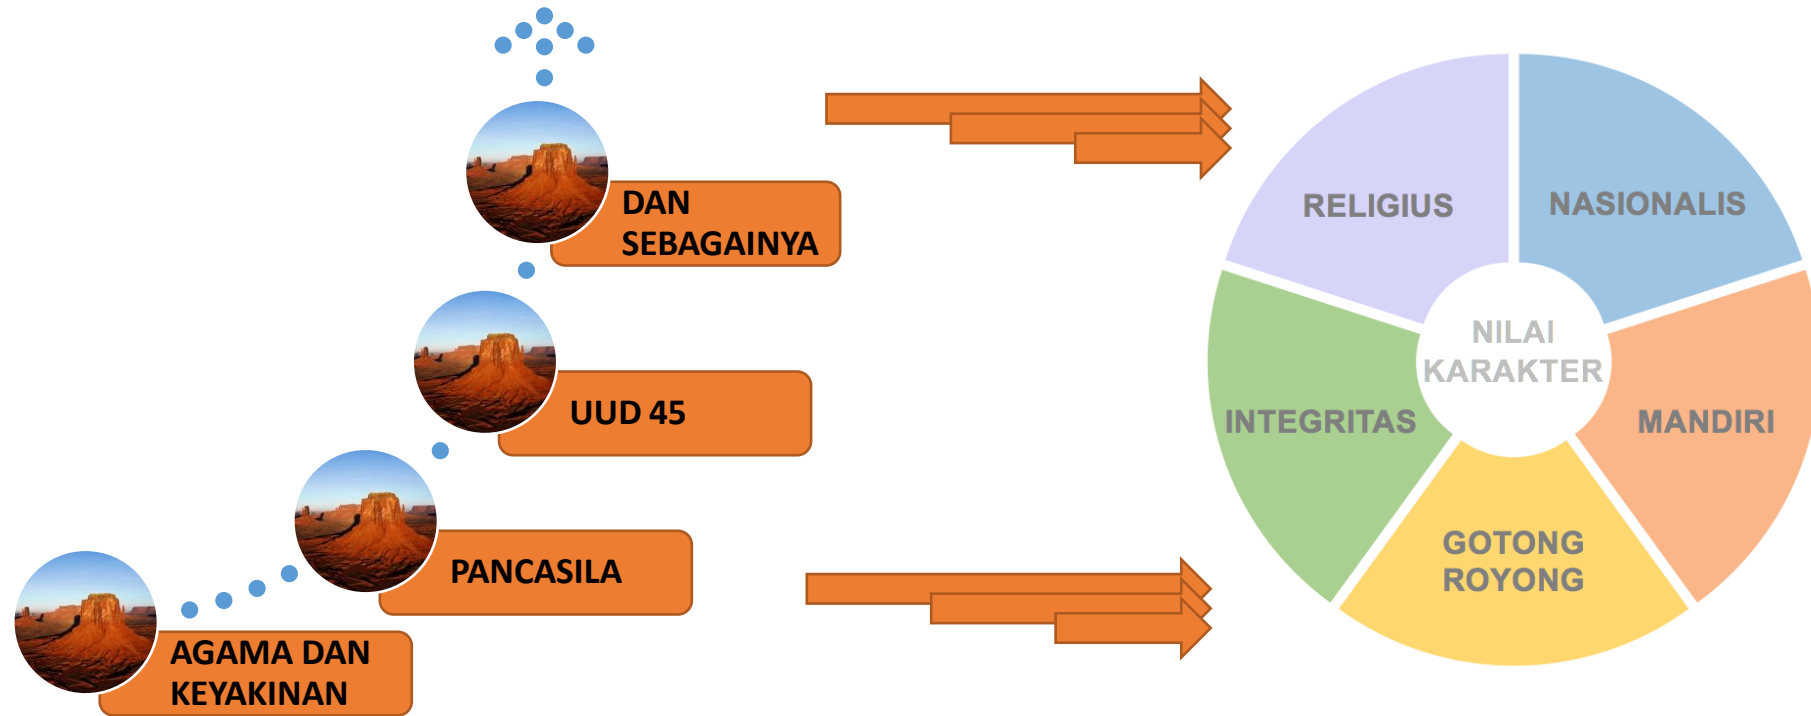 DAN
SEBAGAINYA
UUD 45
PANCASILA
AGAMA DAN
KEYAKINAN
RELIGIUS
NASIONALIS
NILAI
KARAKTER
INTEGRITAS
MANDIRI
GOTONG
ROYONG